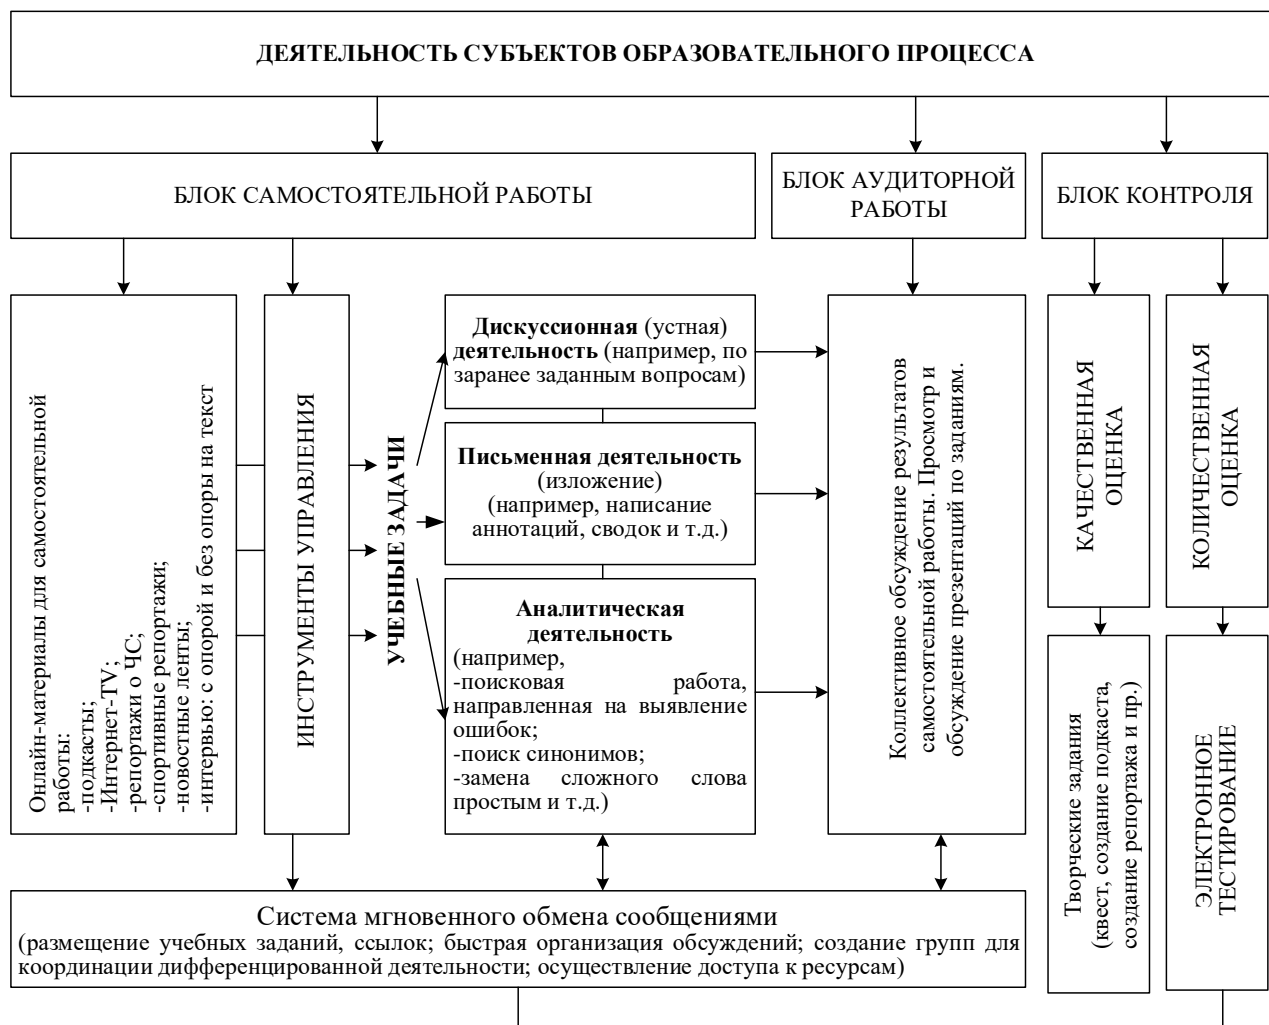 ДЕЯТЕЛЬНОСТЬ СУБЪЕКТОВ ОБРАЗОВАТЕЛЬНОГО ПРОЦЕССА
БЛОК САМОСТОЯТЕЛЬНОЙ РАБОТЫ
БЛОК АУДИТОРНОЙ
РАБОТЫ
БЛОК КОНТРОЛЯ
Онлайн-материалы для самостоятельной
работы:
-подкасты;
-Интернет-TV;
-репортажи о ЧС;
-спортивные репортажи;
-новостные ленты;
-интервью: с опорой и без опоры на текст
ИНСТРУМЕНТЫ УПРАВЛЕНИЯ
УЧЕБНЫЕ ЗАДАЧИ
Дискуссионная (устная)
деятельность (например, по
заранее заданным вопросам)
Письменная деятельность
(изложение)
(например, написание
аннотаций, сводок и т.д.)
Аналитическая
деятельность
(например,
-поисковая работа,
направленная на выявление
ошибок;
-поиск синонимов;
-замена сложного слова
простым и т.д.)
Коллективное обсуждение результатов
самостоятельной работы. Просмотр и
обсуждение презентаций по заданиям.
КАЧЕСТВЕННАЯ
ОЦЕНКА
КОЛИЧЕСТВЕННАЯ
ОЦЕНКА
Творческие задания
(квест, создание подкаста,
создание репортажа и пр.)
ЭЛЕКТРОННОЕ
ТЕСТИРОВАНИЕ
Система мгновенного обмена сообщениями
(размещение учебных заданий, ссылок; быстрая организация обсуждений; создание групп для
координации дифференцированной деятельности; осуществление доступа к ресурсам)